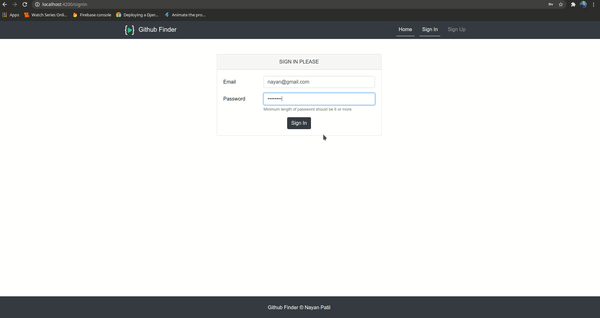 localhost:4200/signin
Apps Watch Series Onli... Firebase console Deploying a Djan... Animate the pro...
Github Finder Home Sign In Sign Up
SIGN IN PLEASE
Email nayan@gmail.com
Password ••••••••
Minimum length of password should be 6 or more
Sign In
Github Finder © Nayan Patil